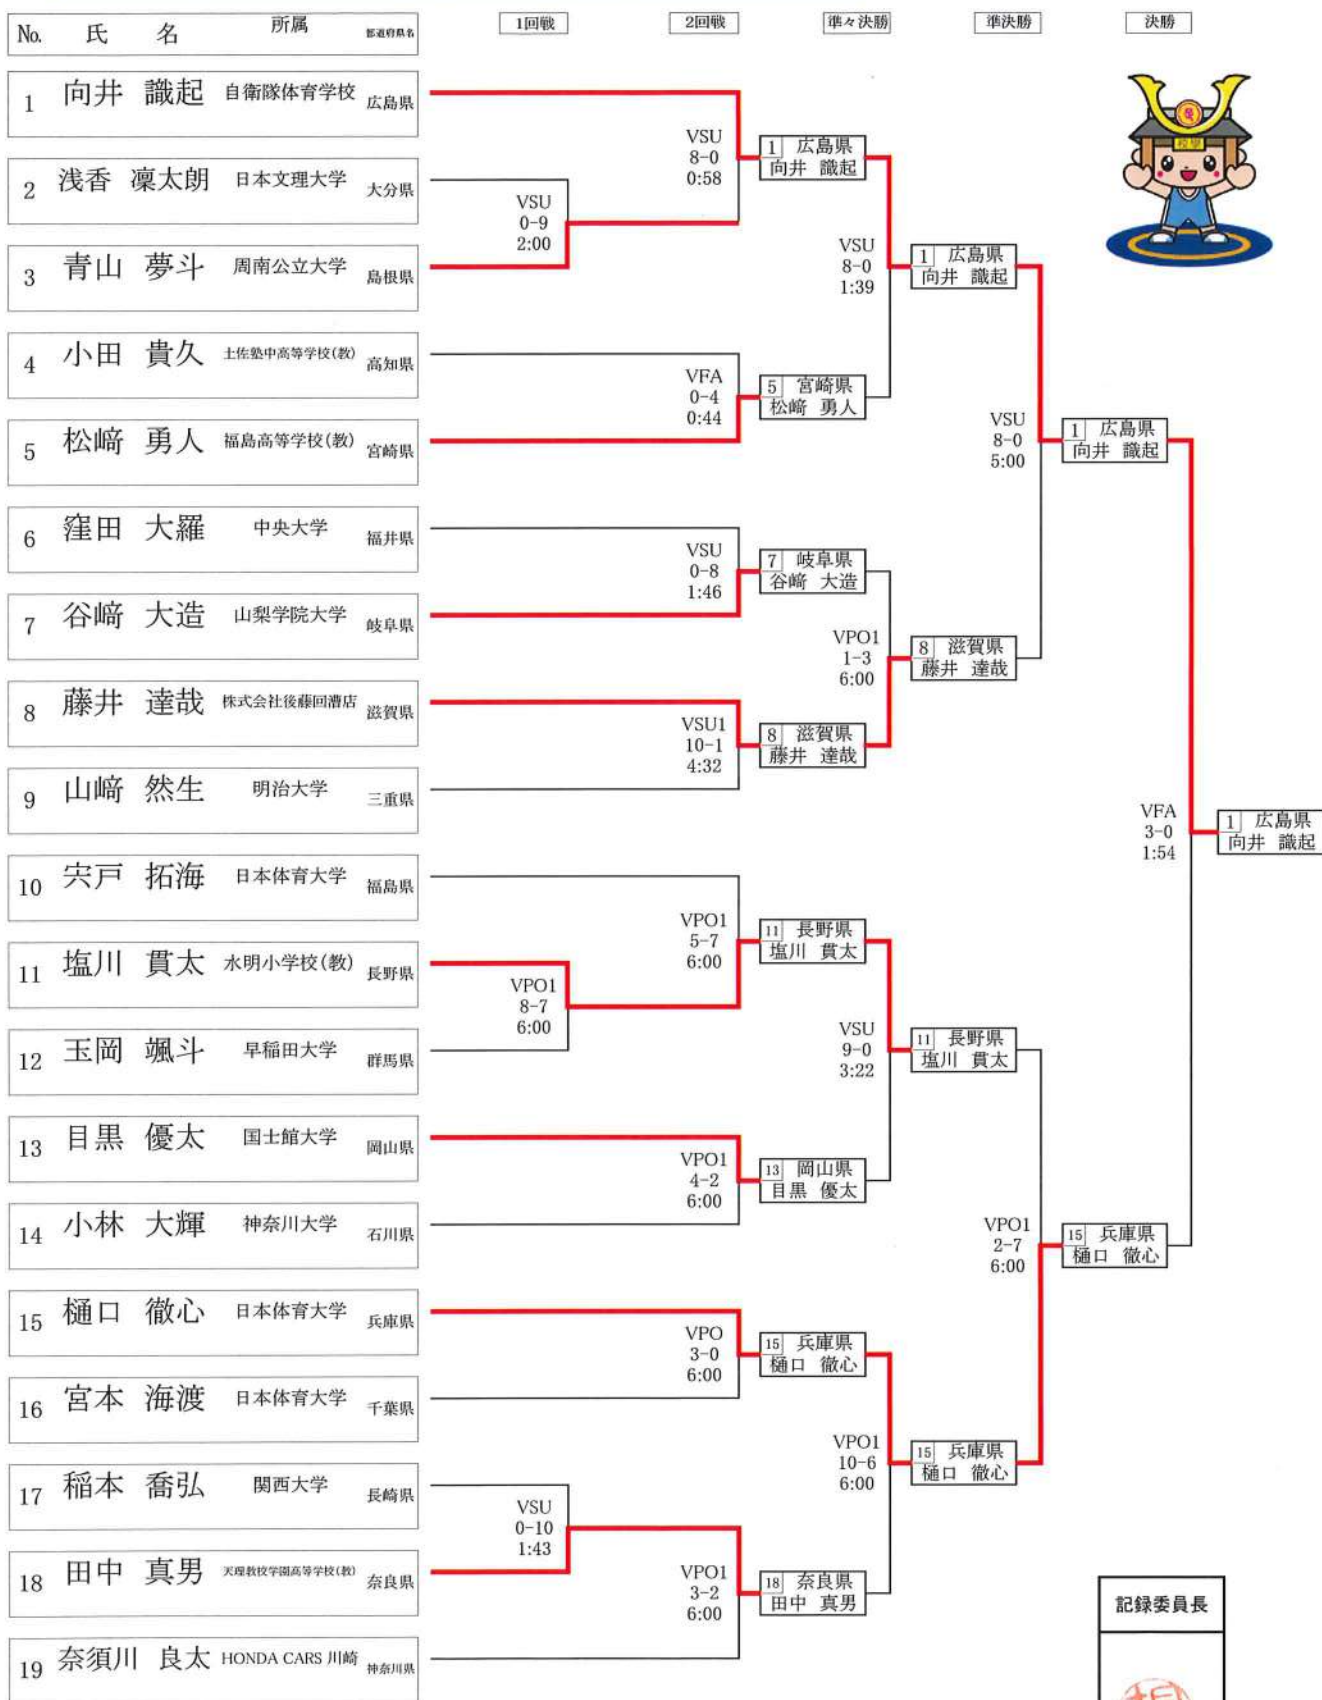 No. 氏 名 所属 都道府県名 1回戦 2回戦 準々決勝 準決勝 決勝
1 向井 識起 自衛隊体育学校 広島県
2 浅香 凜太朗 日本文理大学 大分県
3 青山 夢斗 周南公立大学 島根県
4 小田 貴久 土佐塾中高等学校(教) 高知県
5 松﨑 勇人 福島高等学校(教) 宮崎県
6 窪田 大羅 中央大学 福井県
7 谷﨑 大造 山梨学院大学 岐阜県
8 藤井 達哉 株式会社後藤回漕店 滋賀県
9 山﨑 然生 明治大学 三重県
10 宍戸 拓海 日本体育大学 福島県
11 塩川 貫太 水明小学校(教) 長野県
12 玉岡 颯斗 早稲田大学 群馬県
13 目黒 優太 国士舘大学 岡山県
14 小林 大輝 神奈川大学 石川県
15 樋口 徹心 日本体育大学 兵庫県
16 宮本 海渡 日本体育大学 千葉県
17 稲本 喬弘 関西大学 長崎県
18 田中 真男 天理教校学園高等学校(教) 奈良県
19 奈須川 良太 HONDA CARS 川崎 神奈川県
VSU
0-9
2:00
VPO1
8-7
6:00
VSU
0-10
1:43
VSU
8-0
0:58
VFA
0-4
0:44
VSU
0-8
1:46
VSU1
10-1
4:32
VPO1
5-7
6:00
VPO1
4-2
6:00
VPO
3-0
6:00
VPO1
3-2
6:00
1 広島県
向井 識起
5 宮崎県
松﨑 勇人
7 岐阜県
谷﨑 大造
8 滋賀県
藤井 達哉
11 長野県
塩川 貫太
13 岡山県
目黒 優太
15 兵庫県
樋口 徹心
18 奈良県
田中 真男
VSU
8-0
1:39
VPO1
1-3
6:00
VSU
9-0
3:22
VPO1
10-6
6:00
1 広島県
向井 識起
8 滋賀県
藤井 達哉
11 長野県
塩川 貫太
15 兵庫県
樋口 徹心
VSU
8-0
5:00
VPO1
2-7
6:00
1 広島県
向井 識起
15 兵庫県
樋口 徹心
VFA
3-0
1:54
1 広島県
向井 識起
記録委員長